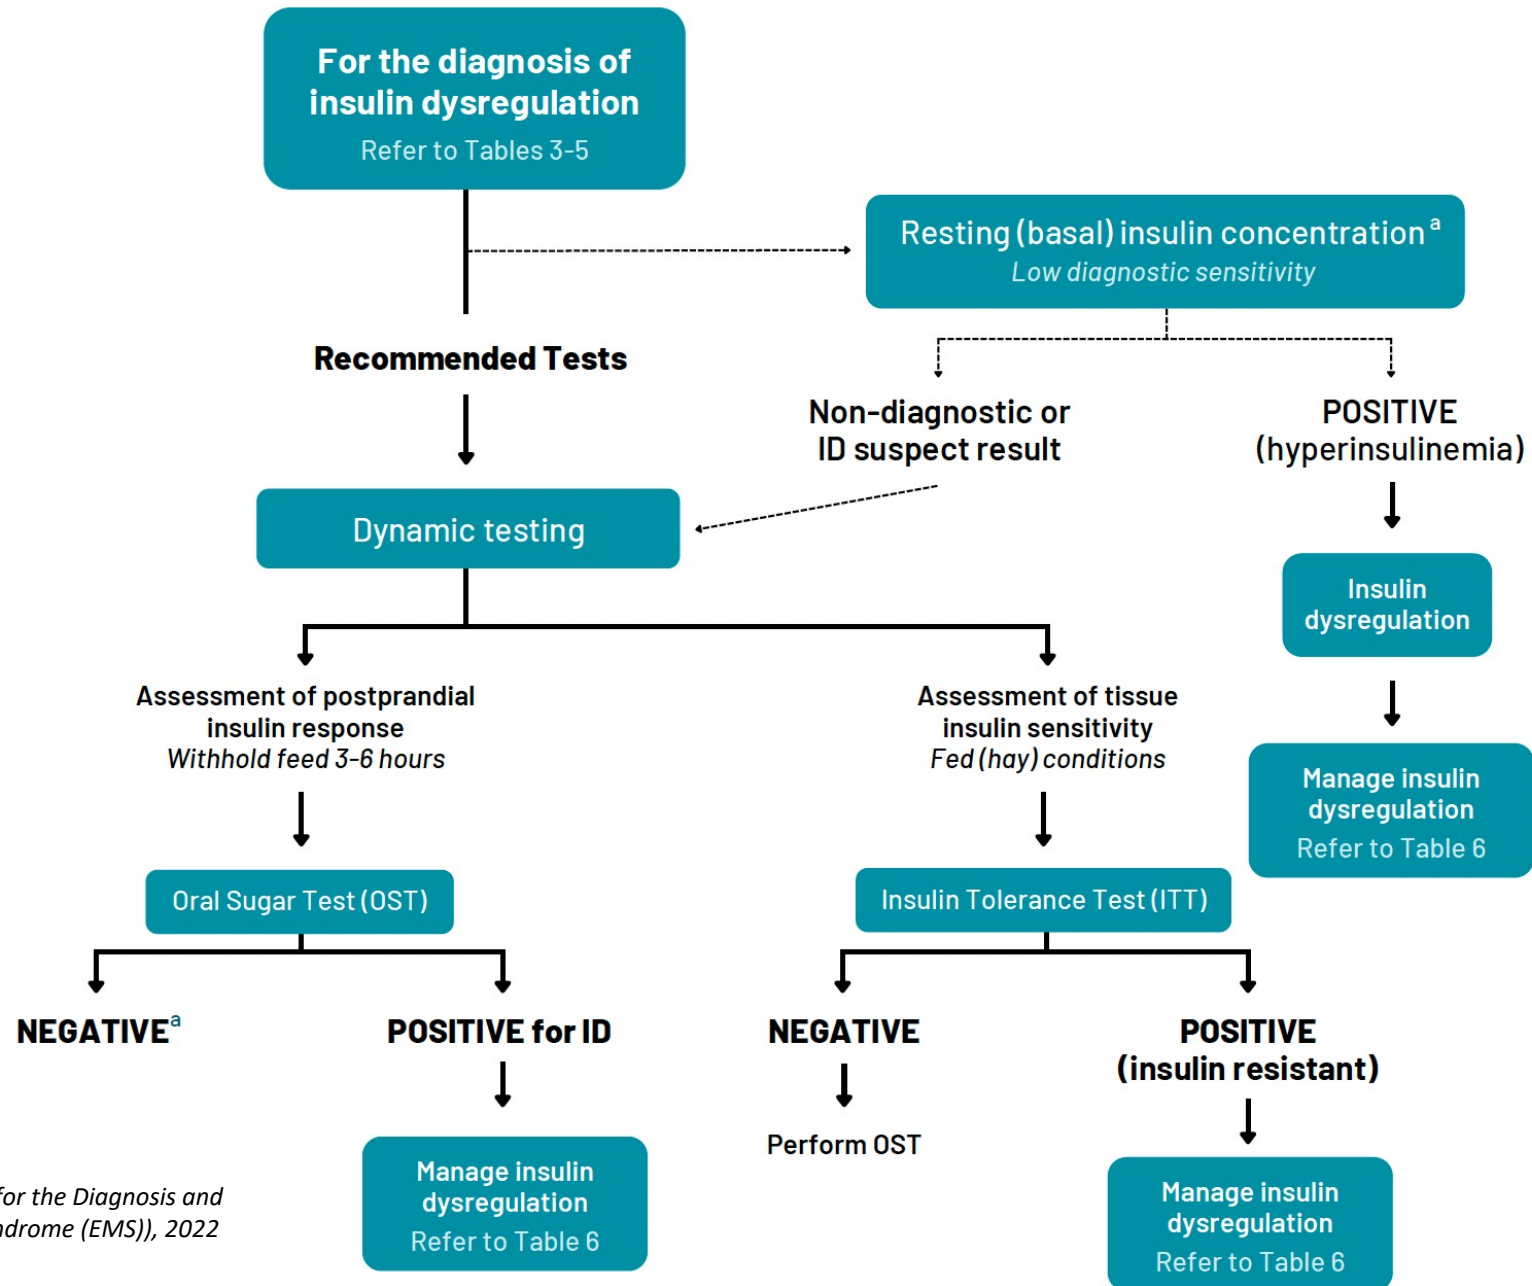 For the diagnosis of
insulin dysregulation
Refer to Tables 3-5
Resting (basal) insulin concentration a
Low diagnostic sensitivity
Recommended Tests
Non-diagnostic or
ID suspect result
POSITIVE
(hyperinsulinemia)
Dynamic testing
Insulin
dysregulation
Assessment of postprandial
insulin response
Withhold feed 3-6 hours
Assessment of tissue
insulin sensitivity
Fed (hay) conditions
Manage insulin
dysregulation
Refer to Table 6
Oral Sugar Test (OST)
Insulin Tolerance Test (ITT)
NEGATIVE a
POSITIVE for ID
NEGATIVE
POSITIVE
(insulin resistant)
Perform OST
Manage insulin
dysregulation
Refer to Table 6
Manage insulin
dysregulation
Refer to Table 6
for the Diagnosis and
ndrome (EMS)), 2022